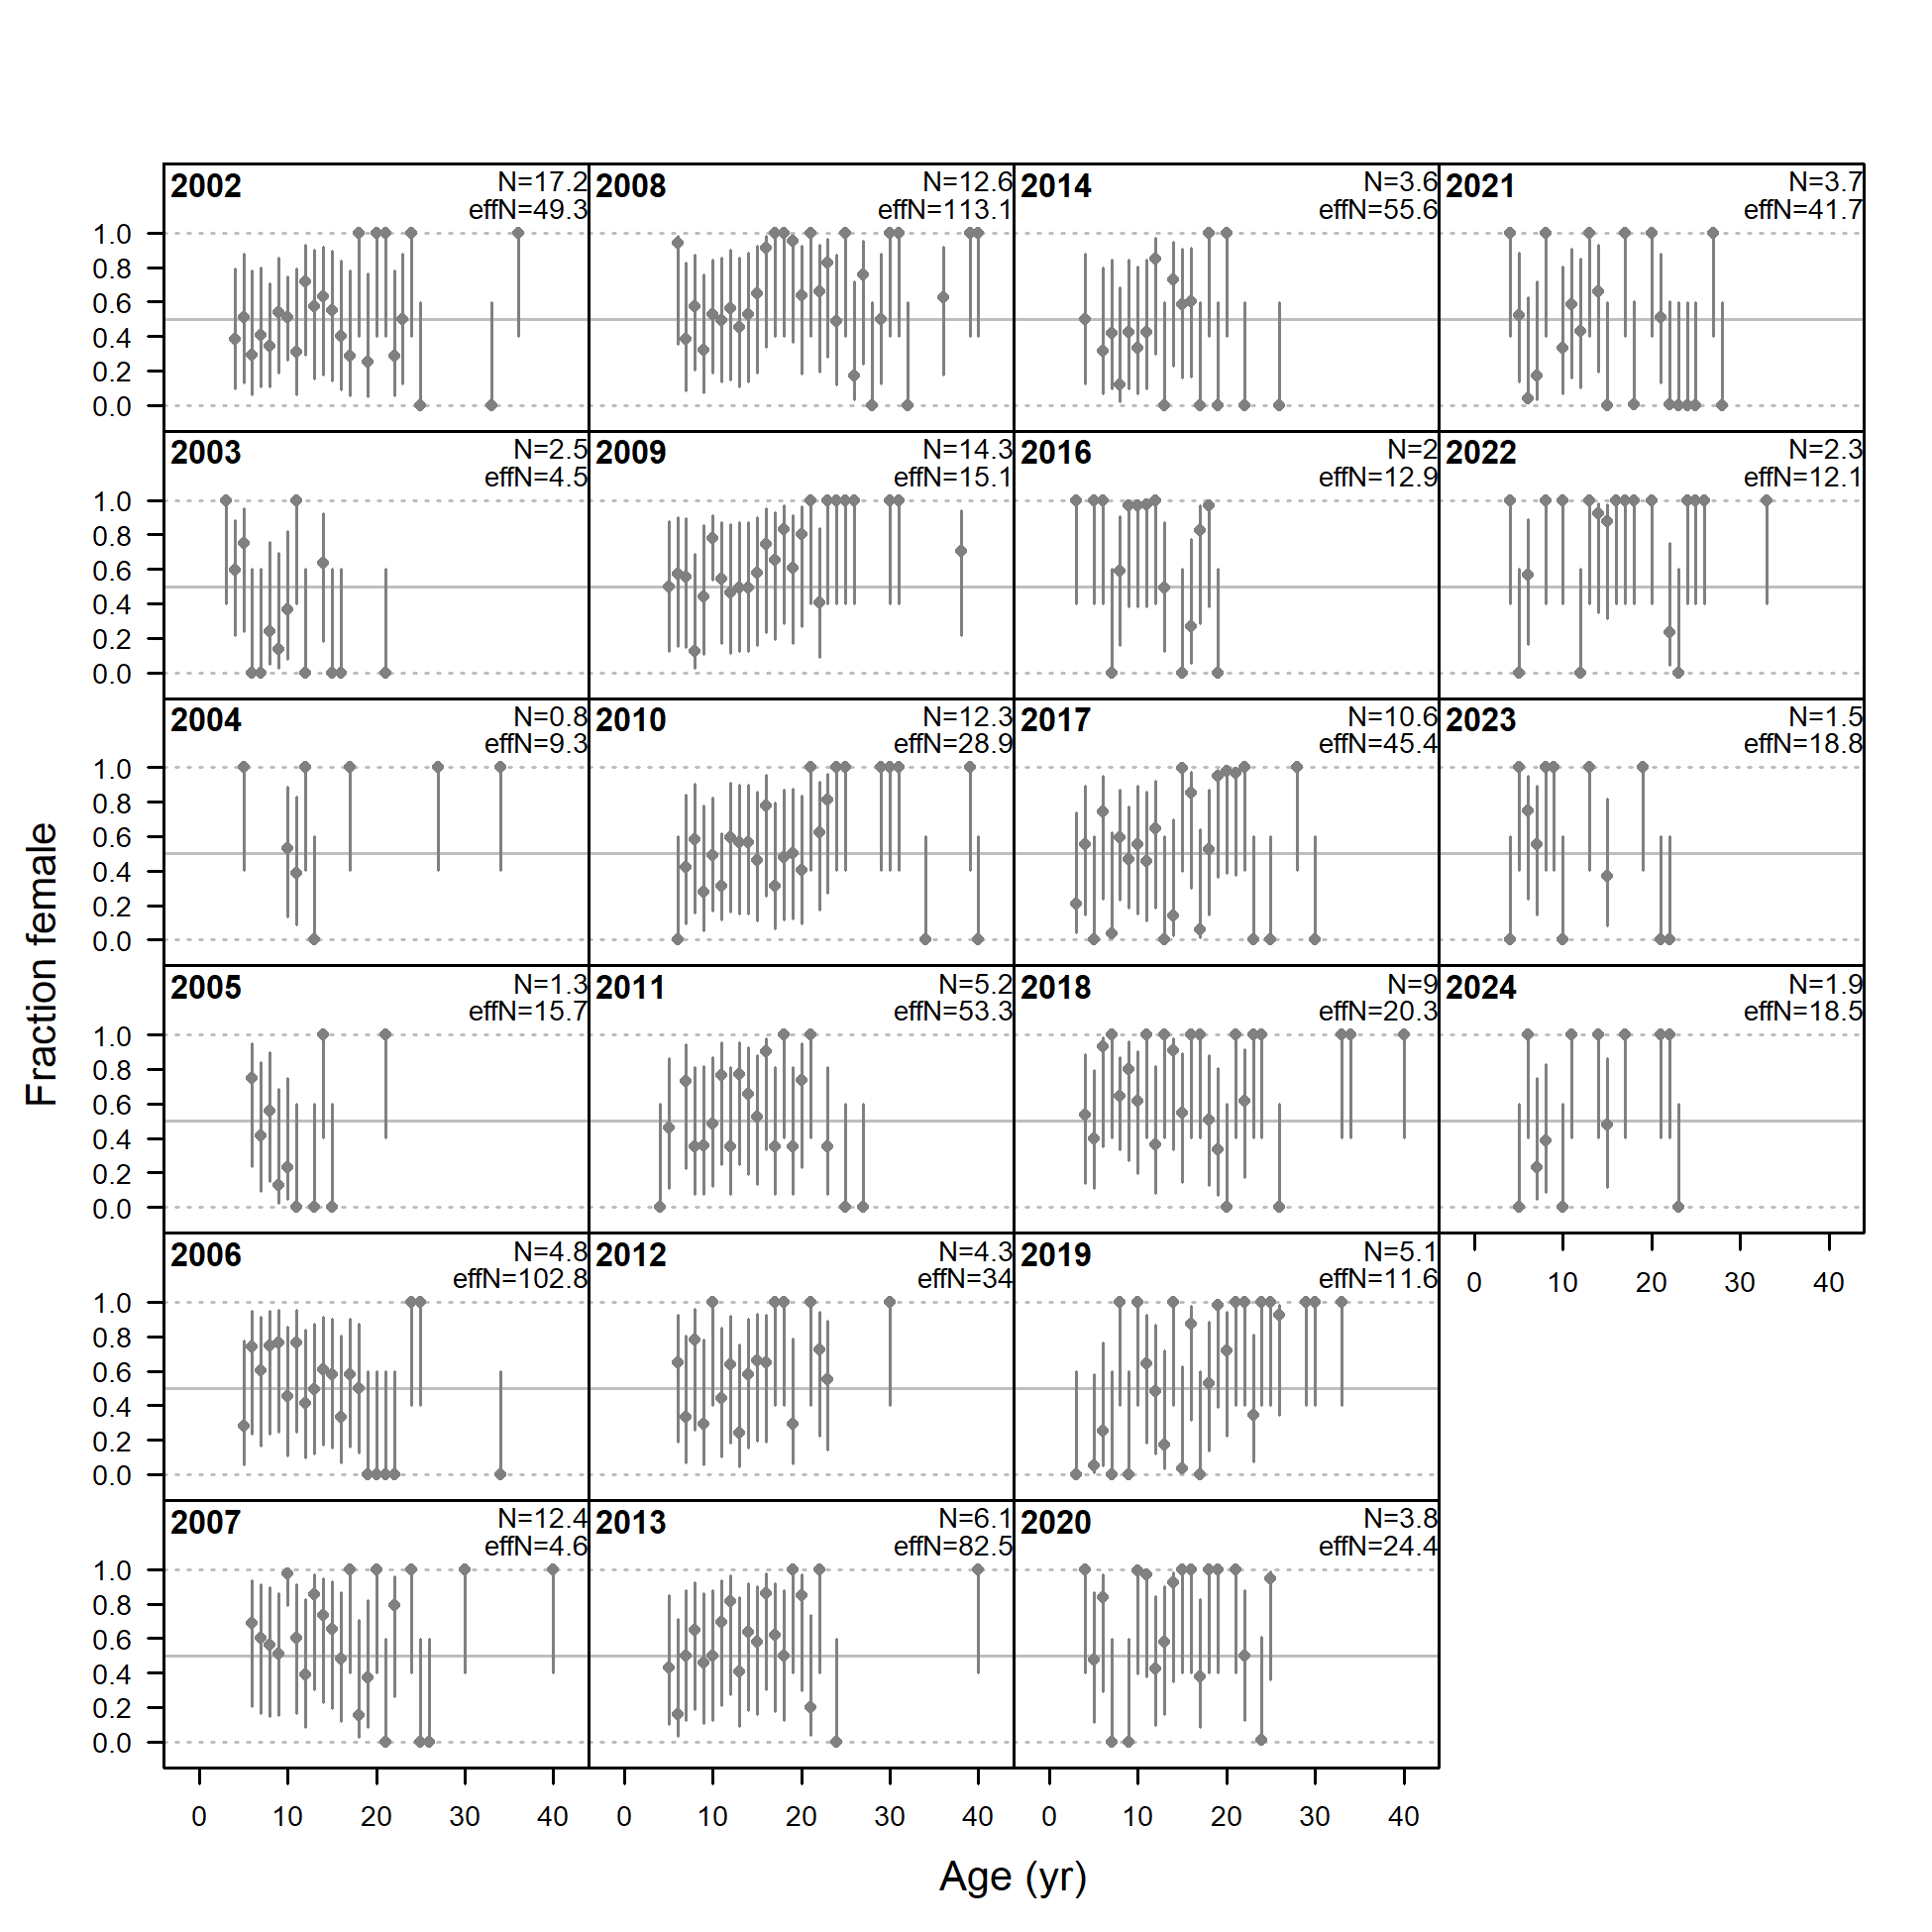 2002 N=17.2 2008 N=12.6 2014 N=3.6 2021 N=3.7
effN=49.3 effN=113.1 effN=55.6 effN=41.7
1.0
0.8
0.6
0.4
0.2
0.0
2003 N=2.5 2009 N=14.3 2016 N=2 2022 N=2.3
effN=4.5 effN=15.1 effN=12.9 effN=12.1
1.0
0.8
0.6
0.4
0.2
0.0
2004 N=0.8 2010 N=12.3 2017 N=10.6 2023 N=1.5
effN=9.3 effN=28.9 effN=45.4 effN=18.8
1.0
0.8
0.6
0.4
0.2
0.0
Fraction female
2005 N=1.3 2011 N=5.2 2018 N=9 2024 N=1.9
effN=15.7 effN=53.3 effN=20.3 effN=18.5
1.0
0.8
0.6
0.4
0.2
0.0
2006 N=4.8 2012 N=4.3 2019 N=5.1
effN=102.8 effN=34 effN=11.6
0 10 20 30 40
1.0
0.8
0.6
0.4
0.2
0.0
2007 N=12.4 2013 N=6.1 2020 N=3.8
effN=4.6 effN=82.5 effN=24.4
1.0
0.8
0.6
0.4
0.2
0.0
0 10 20 30 40 0 10 20 30 40 0 10 20 30 40
Age (yr)